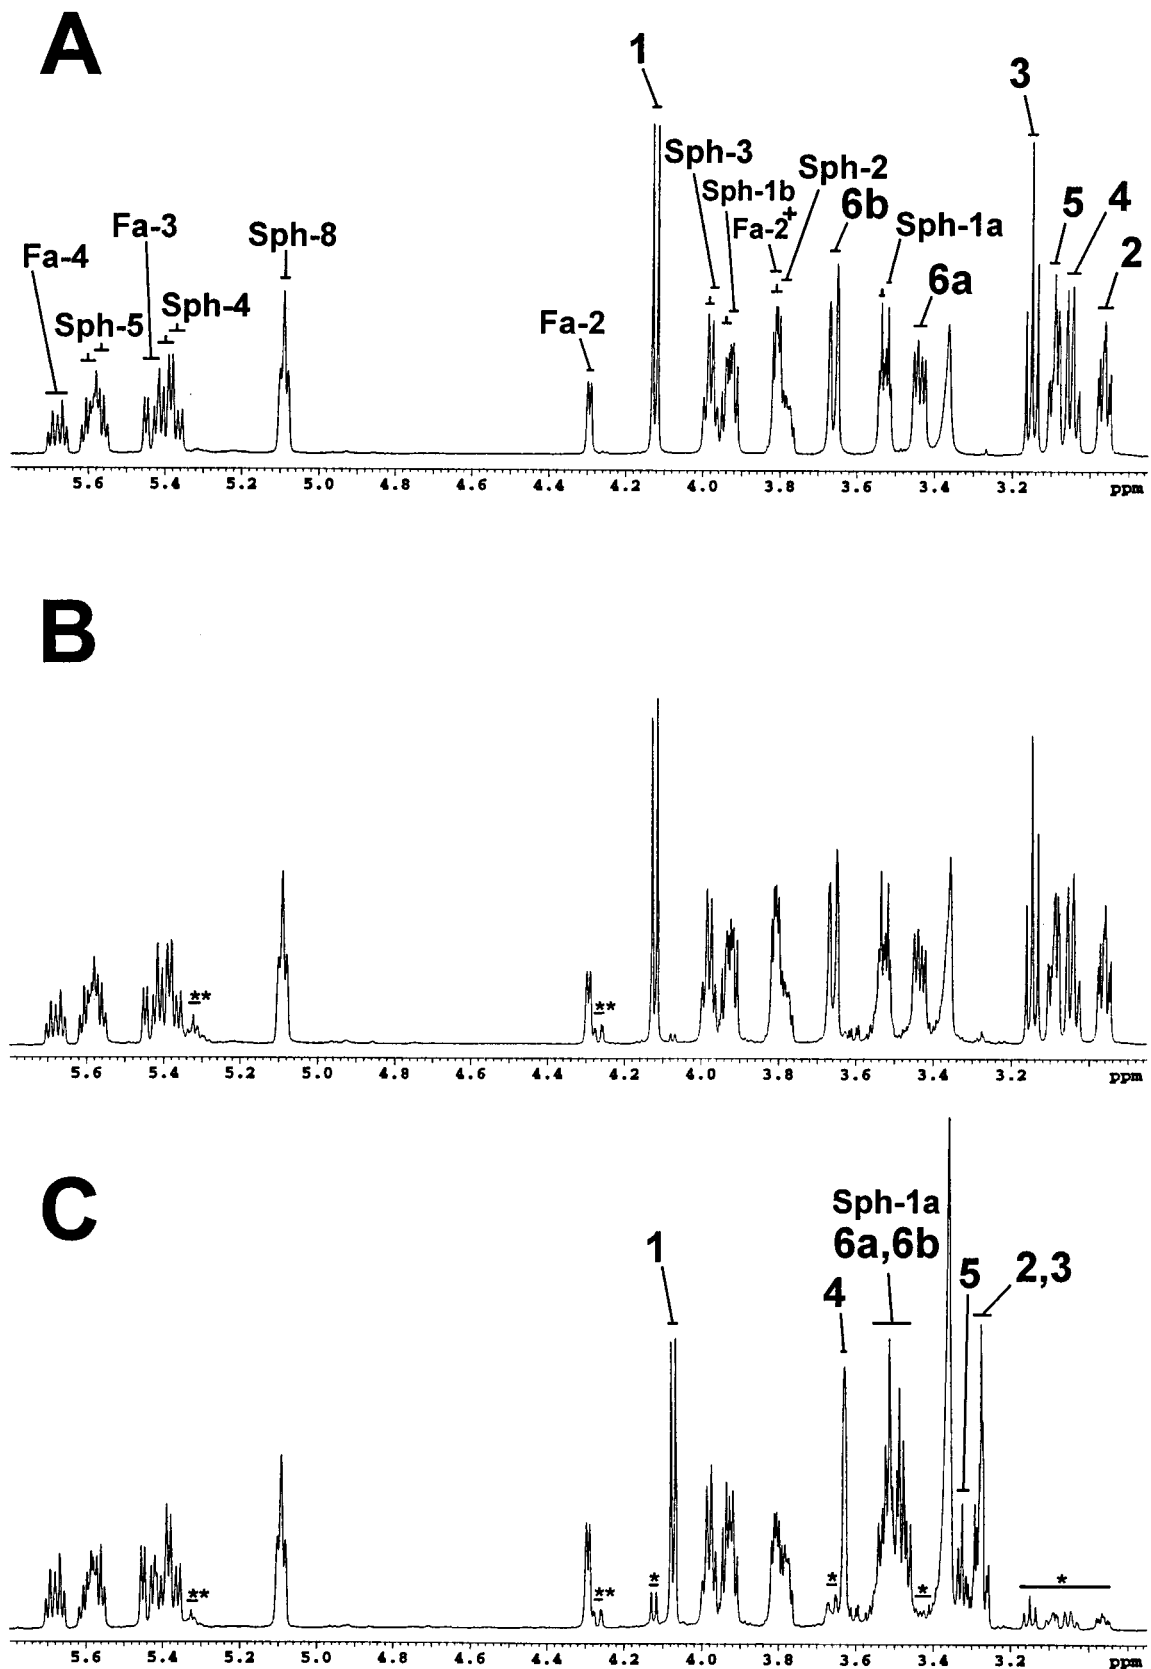 A
1
3
Sph-3
Sph-2
Sph-1b
+
6b
5
4
Fa-3
Fa-2
Sph-1a
Sph-8
2
Fa-4
6a
Sph-4
Sph-5
Fa-2
5.6 5.4 5.2 5.0 4.8 4.6 4.4 4.2 4.0 3.8 3.6 3.4 3.2 ppm
B
**
**
5.6 5.4 5.2 5.0 4.8 4.6 4.4 4.2 4.0 3.8 3.6 3.4 3.2 ppm
C
Sph-1a
1
6a,6b
5
2,3
4
**
**
*
*
*
*
5.6 5.4 5.2 5.0 4.8 4.6 4.4 4.2 4.0 3.8 3.6 3.4 3.2 ppm